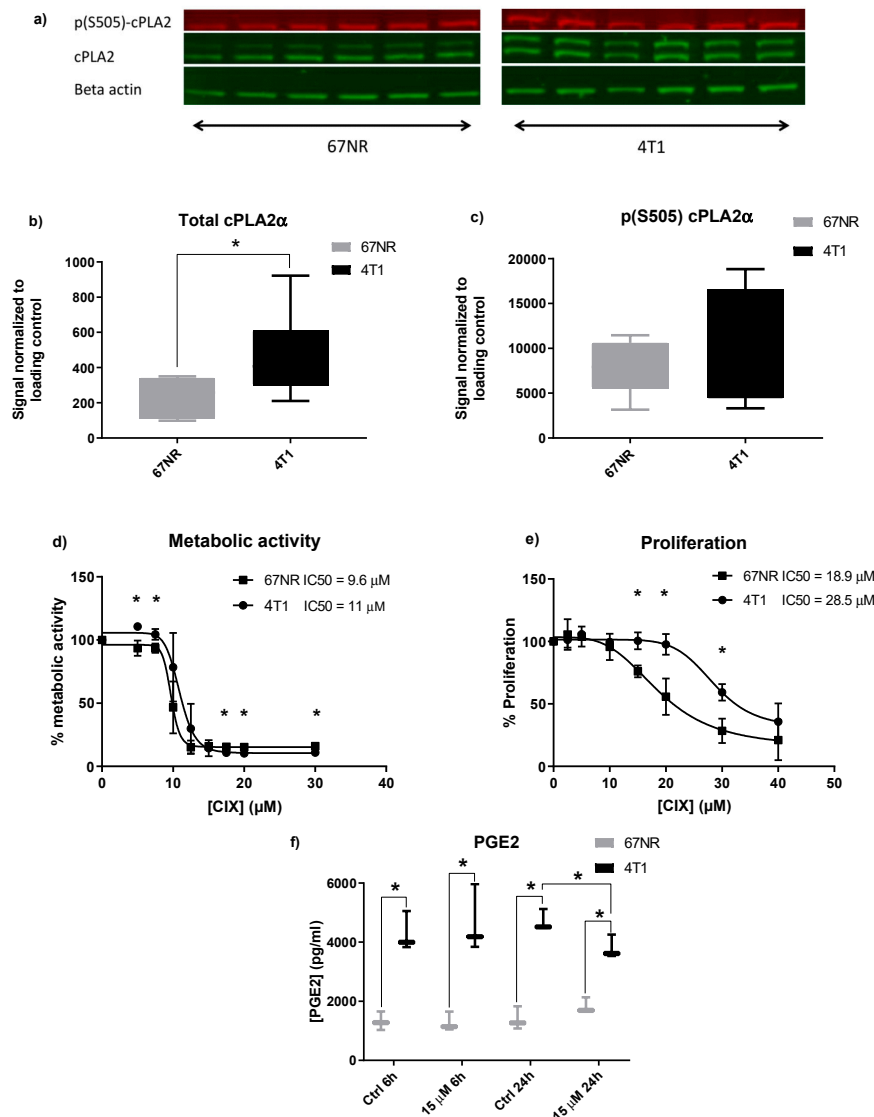 a)
p(S505)-cPLA2
cPLA2
Beta actin
67NR
4T1
b)
Total cPLA2α
67NR
4T1
*
Signal normalized to
loading control
1000
800
600
400
200
0
67NR
4T1
c)
p(S505) cPLA2α
67NR
4T1
Signal normalized to
loading control
20000
15000
10000
5000
0
67NR
4T1
d)
Metabolic activity
67NR IC50 = 9.6 μM
4T1 IC50 = 11 μM
% metabolic activity
150
100
50
0
* *
* * *
0 10 20 30 40
[CIX] (μM)
e)
Proliferation
67NR IC50 = 18.9 μM
4T1 IC50 = 28.5 μM
% Proliferation
150
100
50
0
* *
*
0 10 20 30 40 50
[CIX] (μM)
f)
PGE2
67NR
4T1
[PGE2] (pg/ml)
6000
4000
2000
0
* * * * *
Ctrl 6h
15 μM 6h
Ctrl 24h
15 μM 24h